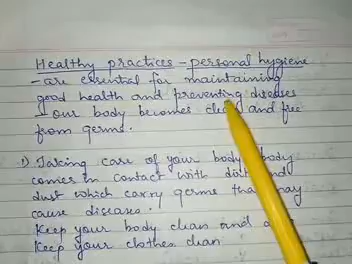 Healthy practices - personal hygiene
- are essential for maintaining
good health and preventing diseases
- our body becomes clean and free
from germs.
1) Taking care of your body - body
comes in contact with dirt and
dust which carry germs that may
cause disease.
Keep your body clean and
Keep your clothes clean